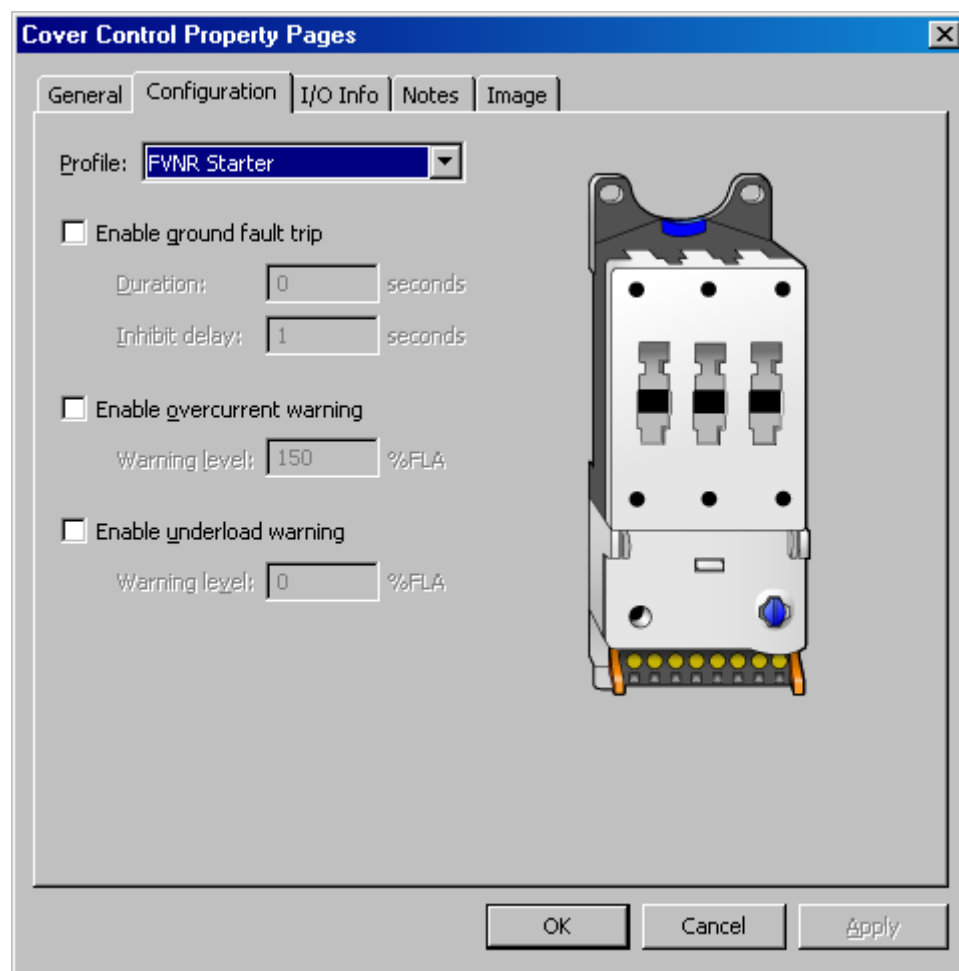 Cover Control Property Pages
General Configuration I/O Info Notes Image
Profile: FVNR Starter
Enable ground fault trip
Duration: 0 seconds
Inhibit delay: 1 seconds
Enable overcurrent warning
Warning level: 150 %FLA
Enable underload warning
Warning level: 0 %FLA
OK Cancel Apply